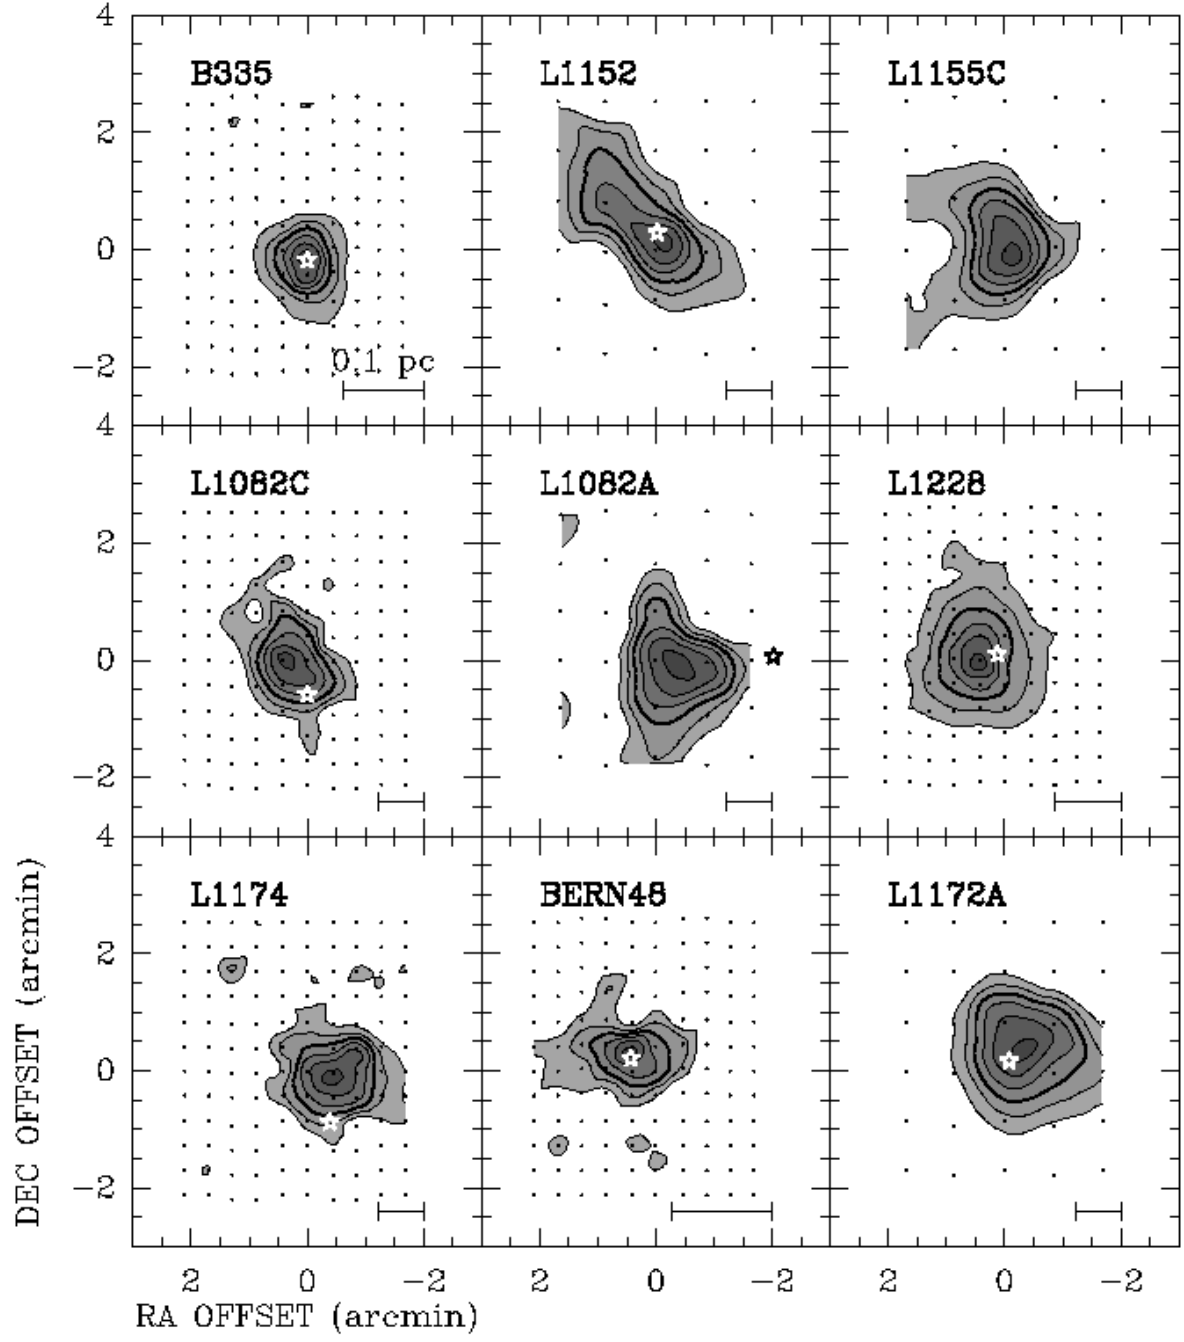 4
B335 L1152 L1155C
2
0
0.1 pc
-2
4
L1082C L1082A L1228
2
0
-2
4
L1174 BERN48 L1172A
2
0
-2
DEC OFFSET (arcmin)
2 0 -2 2 0 -2 2 0 -2
RA OFFSET (arcmin)